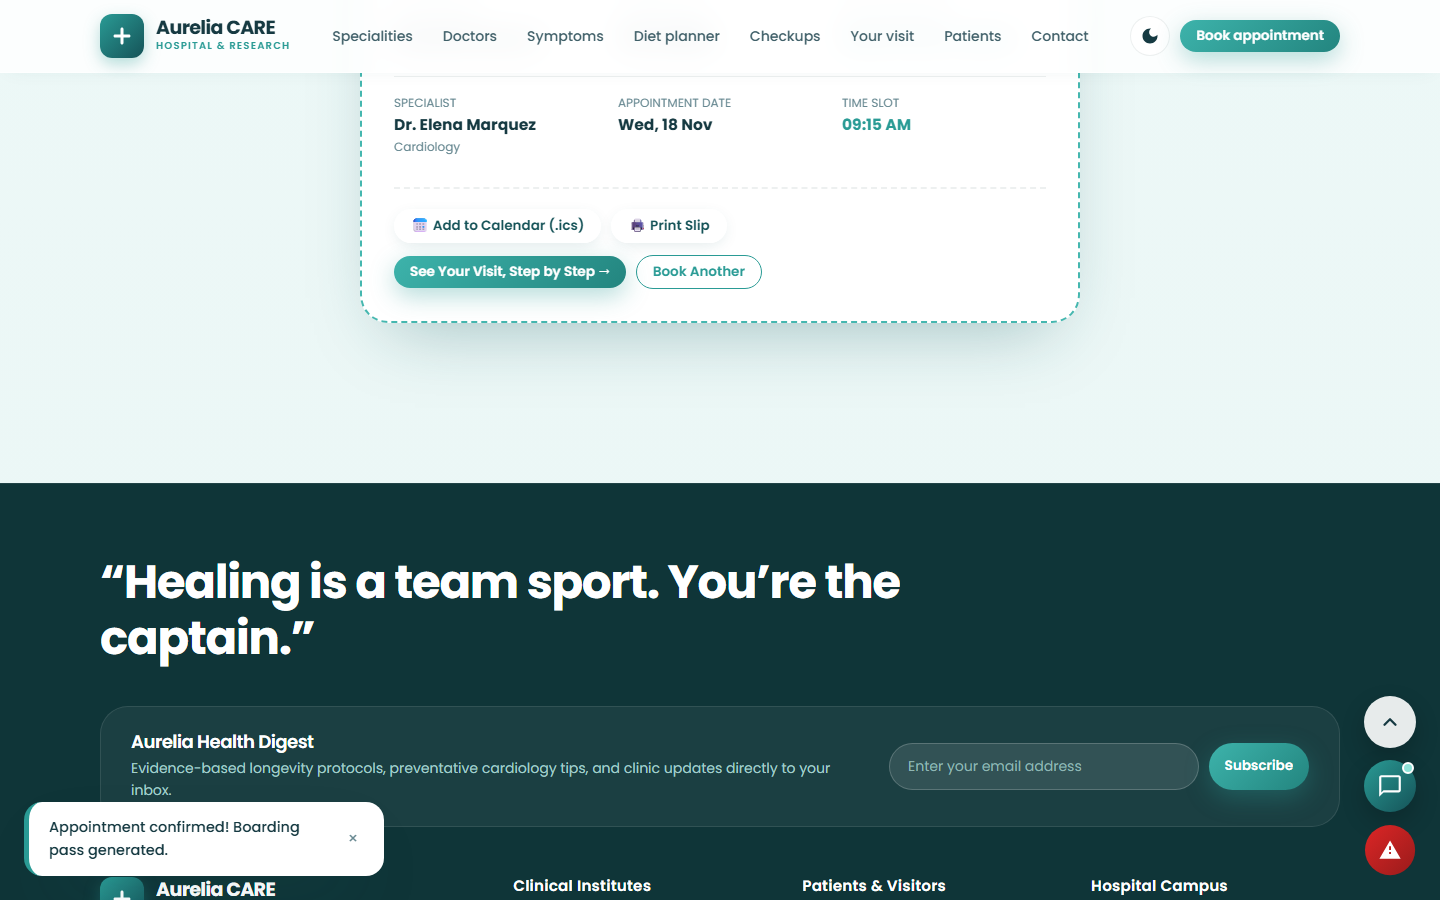 Aurelia CARE
HOSPITAL & RESEARCH
Specialities
Doctors
Symptoms
Diet planner
Checkups
Your visit
Patients
Contact
Book appointment
SPECIALIST
APPOINTMENT DATE
TIME SLOT
Dr. Elena Marquez
Wed, 18 Nov
09:15 AM
Cardiology
Add to Calendar (.ics)
Print Slip
See Your Visit, Step by Step →
Book Another
“Healing is a team sport. You’re the
captain.”
Aurelia Health Digest
Evidence-based longevity protocols, preventative cardiology tips, and clinic updates directly to your
inbox.
Enter your email address
Subscribe
Appointment confirmed! Boarding
pass generated.
×
Aurelia CARE
Clinical Institutes
Patients & Visitors
Hospital Campus